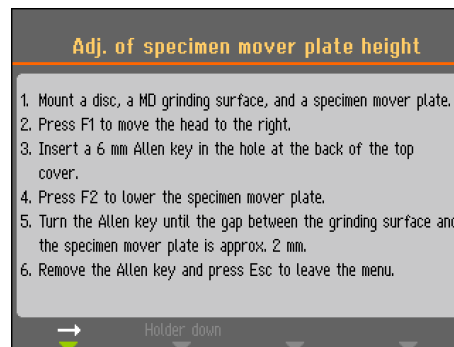 Adj. of specimen mover plate height
1. Mount a disc, a MD grinding surface, and a specimen mover plate.
2. Press F1 to move the head to the right.
3. Insert a 6 mm Allen key in the hole at the back of the top
cover.
4. Press F2 to lower the specimen mover plate.
5. Turn the Allen key until the gap between the grinding surface and
the specimen mover plate is approx. 2 mm.
6. Remove the Allen key and press Esc to leave the menu.
Holder down